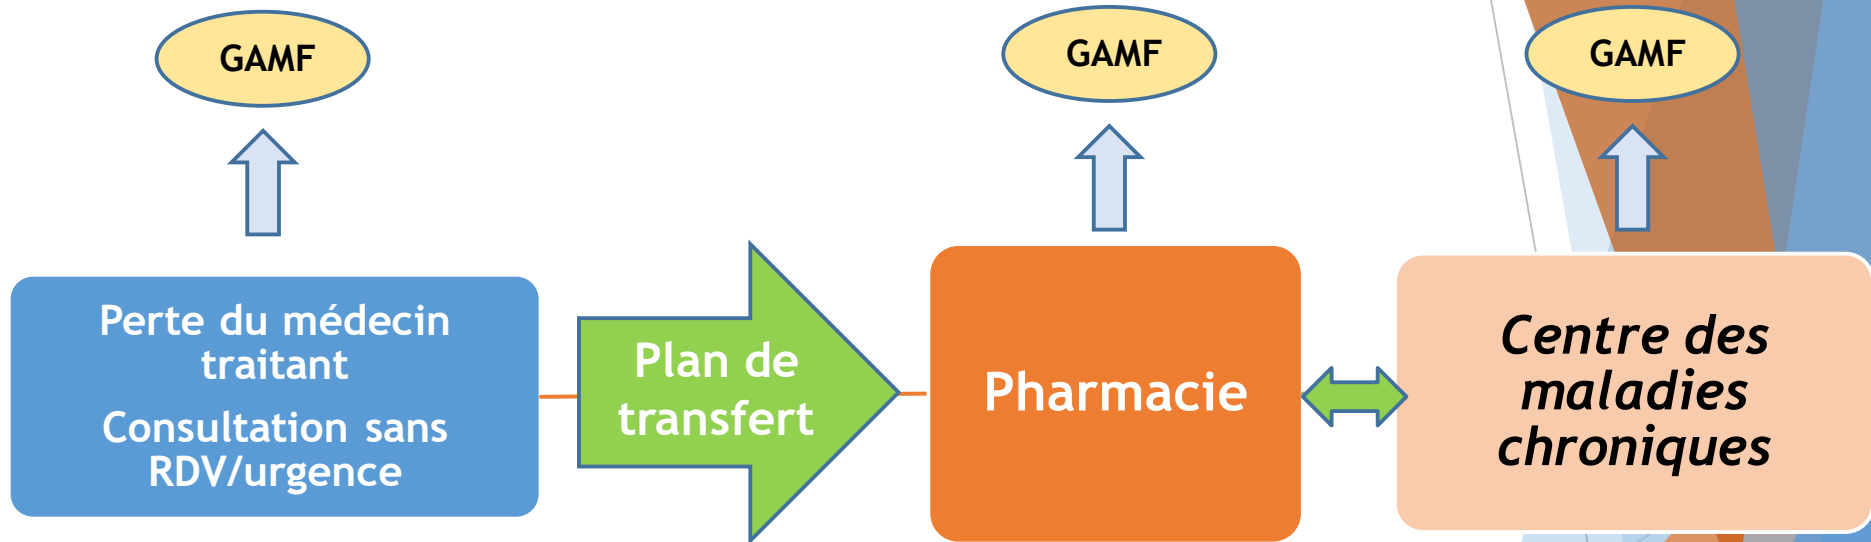 GAMF
GAMF
GAMF
Perte du médecin
traitant
Consultation sans
RDV/urgence
Plan de
transfert
Pharmacie
Centre des
maladies
chroniques